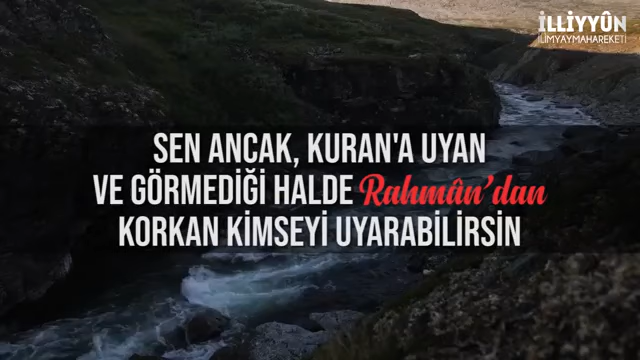 İLLİYYÛN
İLİMYAYMAHAREKETİ
SEN ANCAK, KURAN'A UYAN
VE GÖRMEDİĞİ HALDE Rahmân'dan
KORKAN KİMSEYİ UYARABİLİRSİN